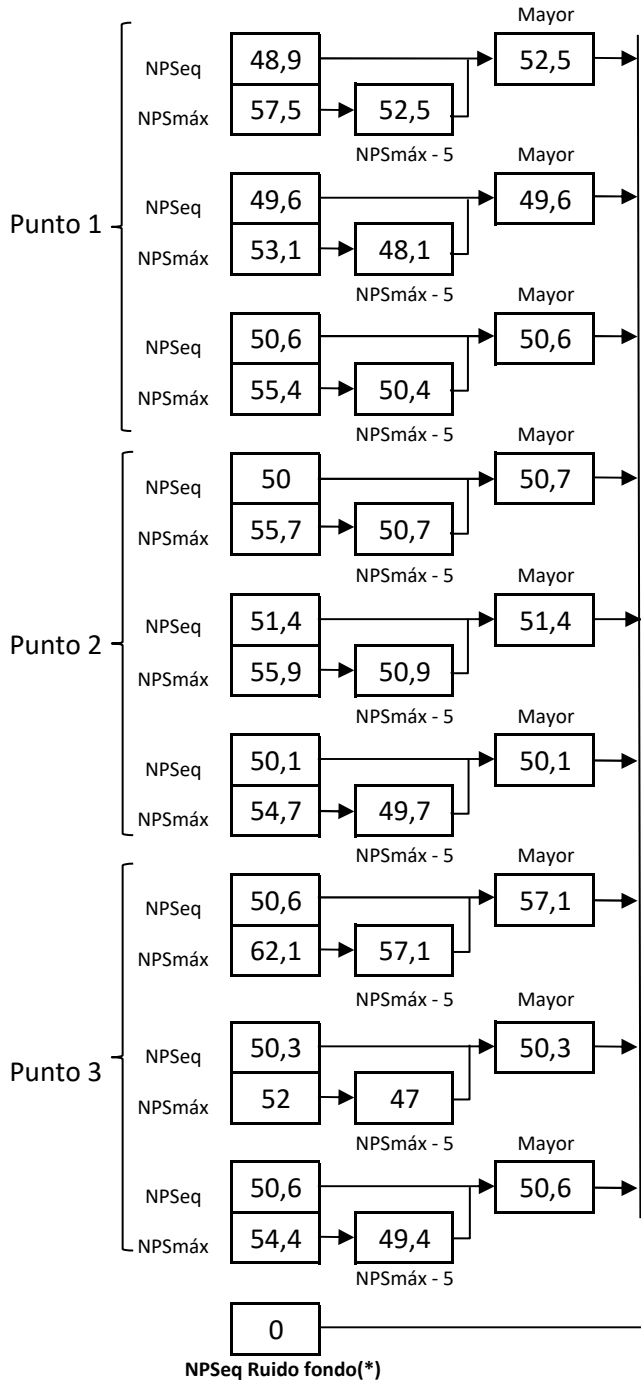 Mayor
NPSeq 48,9 52,5
NPSmáx 57,5 52,5
NPSmáx - 5
Mayor
NPSeq 49,6 49,6
Punto 1
NPSmáx 53,1 48,1
NPSmáx - 5
Mayor
NPSeq 50,6 50,6
NPSmáx 55,4 50,4
NPSmáx - 5
Mayor
NPSeq 50 50,7
NPSmáx 55,7 50,7
NPSmáx - 5
Mayor
NPSeq 51,4 51,4
Punto 2
NPSmáx 55,9 50,9
NPSmáx - 5
Mayor
NPSeq 50,1 50,1
NPSmáx 54,7 49,7
NPSmáx - 5
Mayor
NPSeq 50,6 57,1
NPSmáx 62,1 57,1
NPSmáx - 5
Mayor
NPSeq 50,3 50,3
Punto 3
NPSmáx 52 47
NPSmáx - 5
Mayor
NPSeq 50,6 50,6
NPSmáx 54,4 49,4
NPSmáx - 5
0
NPSeq Ruido fondo(*)